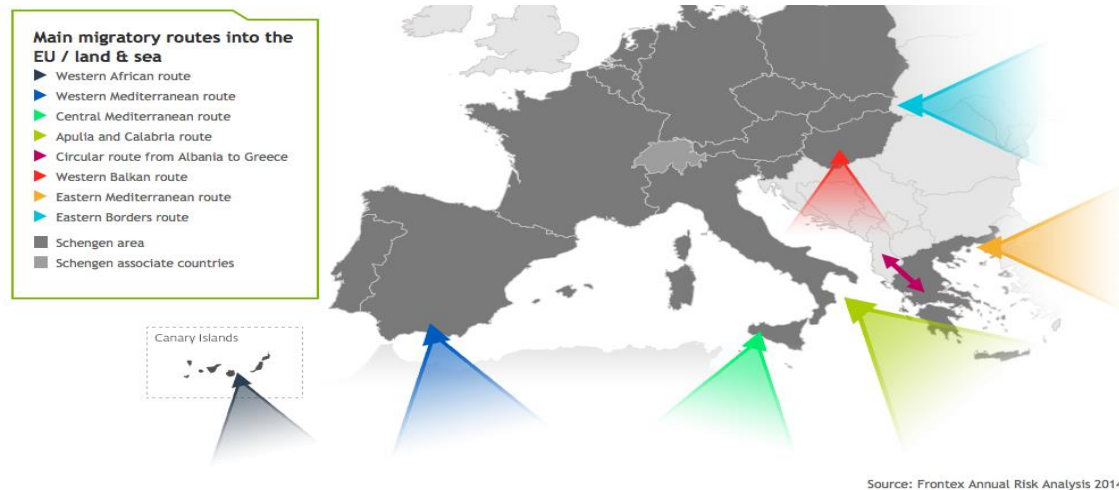 Main migratory routes into the
EU / land & sea
Western African route
Western Mediterranean route
Central Mediterranean route
Apulia and Calabria route
Circular route from Albania to Greece
Western Balkan route
Eastern Mediterranean route
Eastern Borders route
Schengen area
Schengen associate countries
Canary Islands
Source: Frontex Annual Risk Analysis 2014